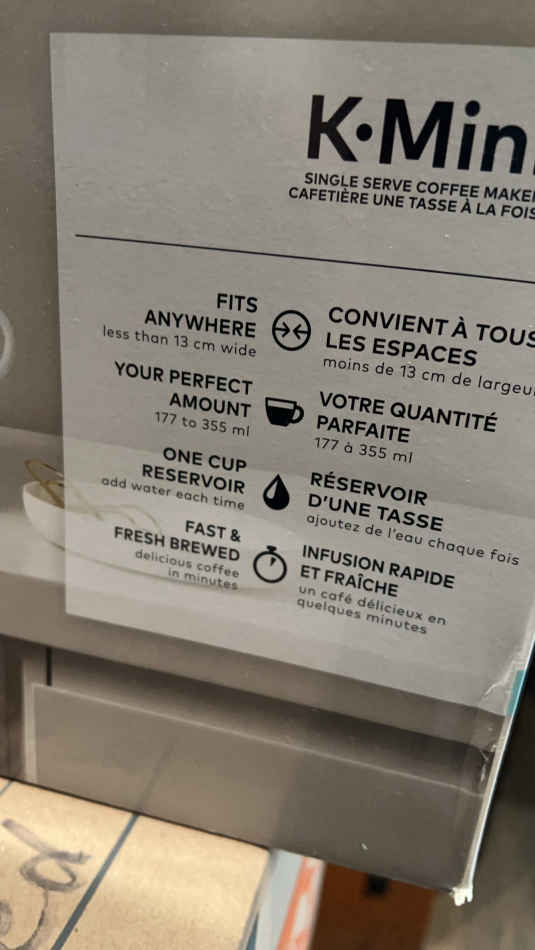 K•Mini
SINGLE SERVE COFFEE MAKER
CAFETIÈRE UNE TASSE À LA FOIS
FITS
ANYWHERE
less than 13 cm wide
CONVIENT À TOUS
LES ESPACES
moins de 13 cm de largeur
YOUR PERFECT
AMOUNT
177 to 355 ml
VOTRE QUANTITÉ
PARFAITE
177 à 355 ml
ONE CUP
RESERVOIR
add water each time
RÉSERVOIR
D'UNE TASSE
ajoutez de l'eau chaque fois
FAST &
FRESH BREWED
delicious coffee
in minutes
INFUSION RAPIDE
ET FRAÎCHE
un café délicieux en
quelques minutes